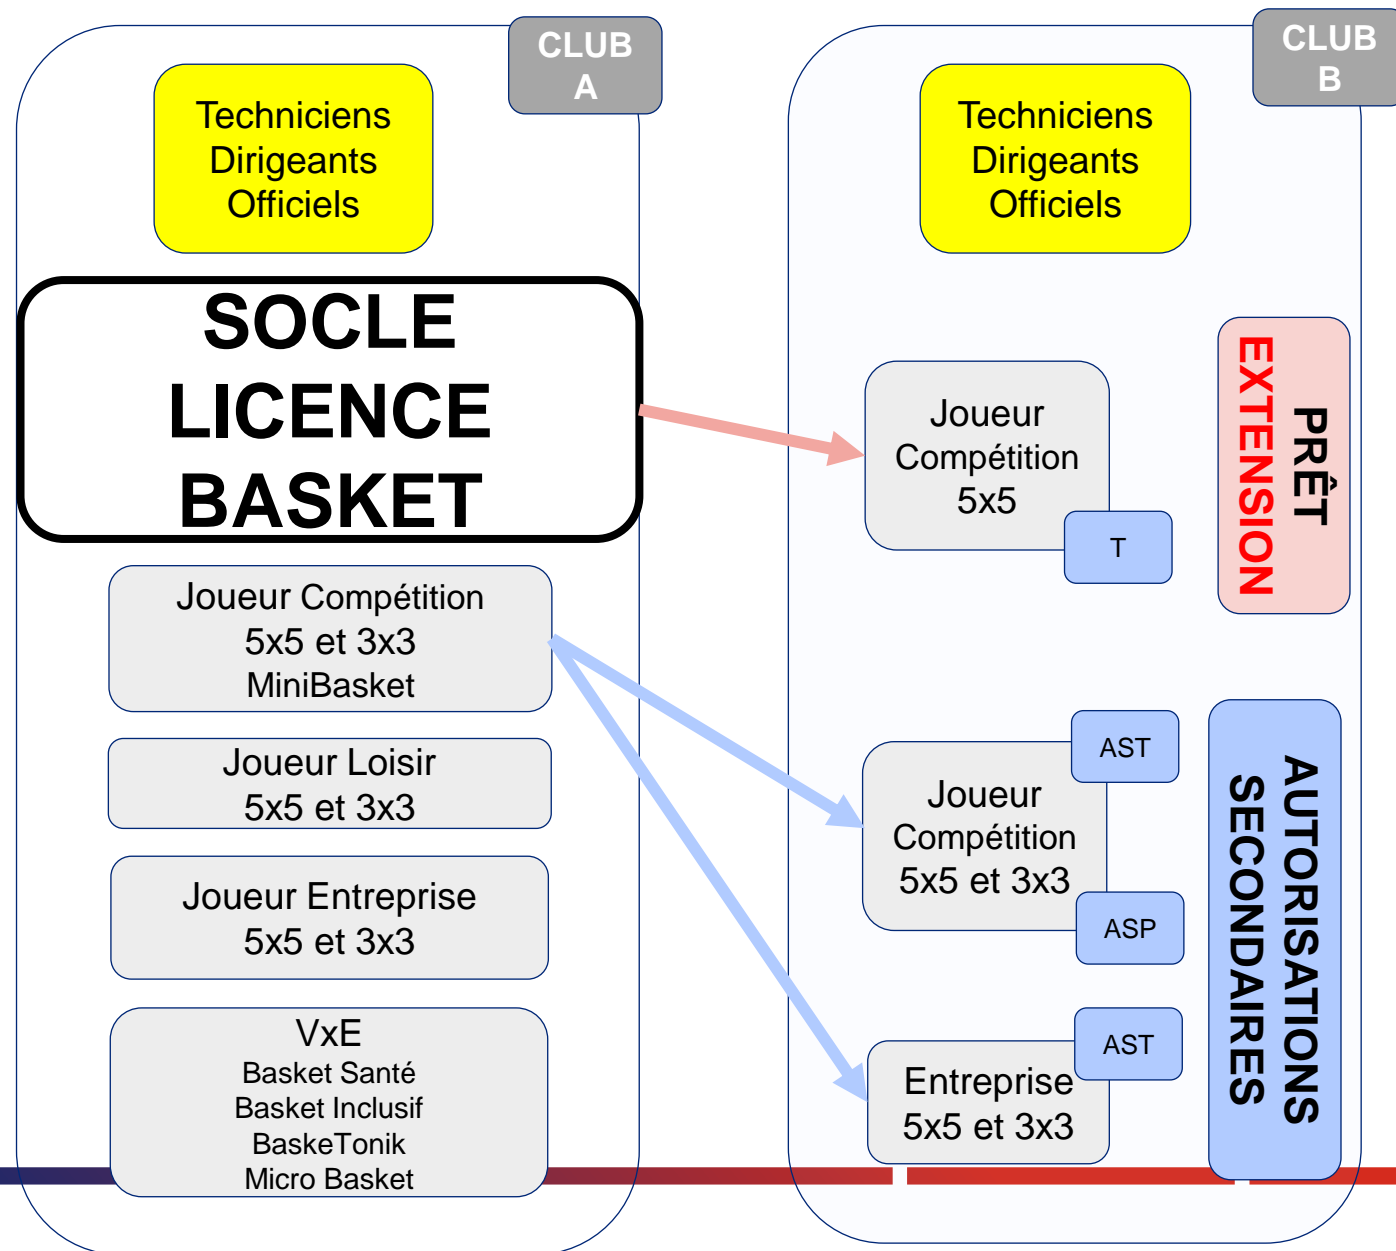 CLUB
A
Techniciens
Dirigeants
Officiels
SOCLE
LICENCE
BASKET
Joueur Compétition
5x5 et 3x3
MiniBasket
Joueur Loisir
5x5 et 3x3
Joueur Entreprise
5x5 et 3x3
VxE
Basket Santé
Basket Inclusif
BaskeTonik
Micro Basket
CLUB
B
Techniciens
Dirigeants
Officiels
Joueur
Compétition
5x5
T
PRÊT
EXTENSION
AST
Joueur
Compétition
5x5 et 3x3
ASP
AST
Entreprise
5x5 et 3x3
AUTORISATIONS
SECONDAIRES